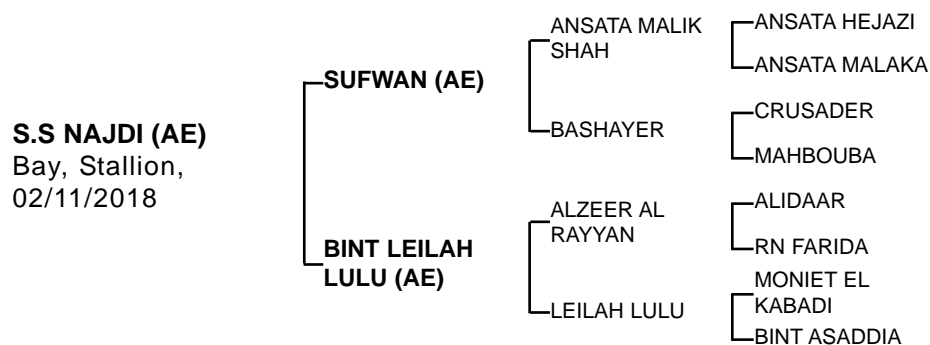 S.S NAJDI (AE)
Bay, Stallion,
02/11/2018
SUFWAN (AE)
BINT LEILAH
LULU (AE)
ANSATA MALIK
SHAH
BASHAYER
ALZEER AL
RAYYAN
LEILAH LULU
ANSATA HEJAZI
ANSATA MALAKA
CRUSADER
MAHBOUBA
ALIDAAR
RN FARIDA
MONIET EL
KABADI
BINT ASADDIA